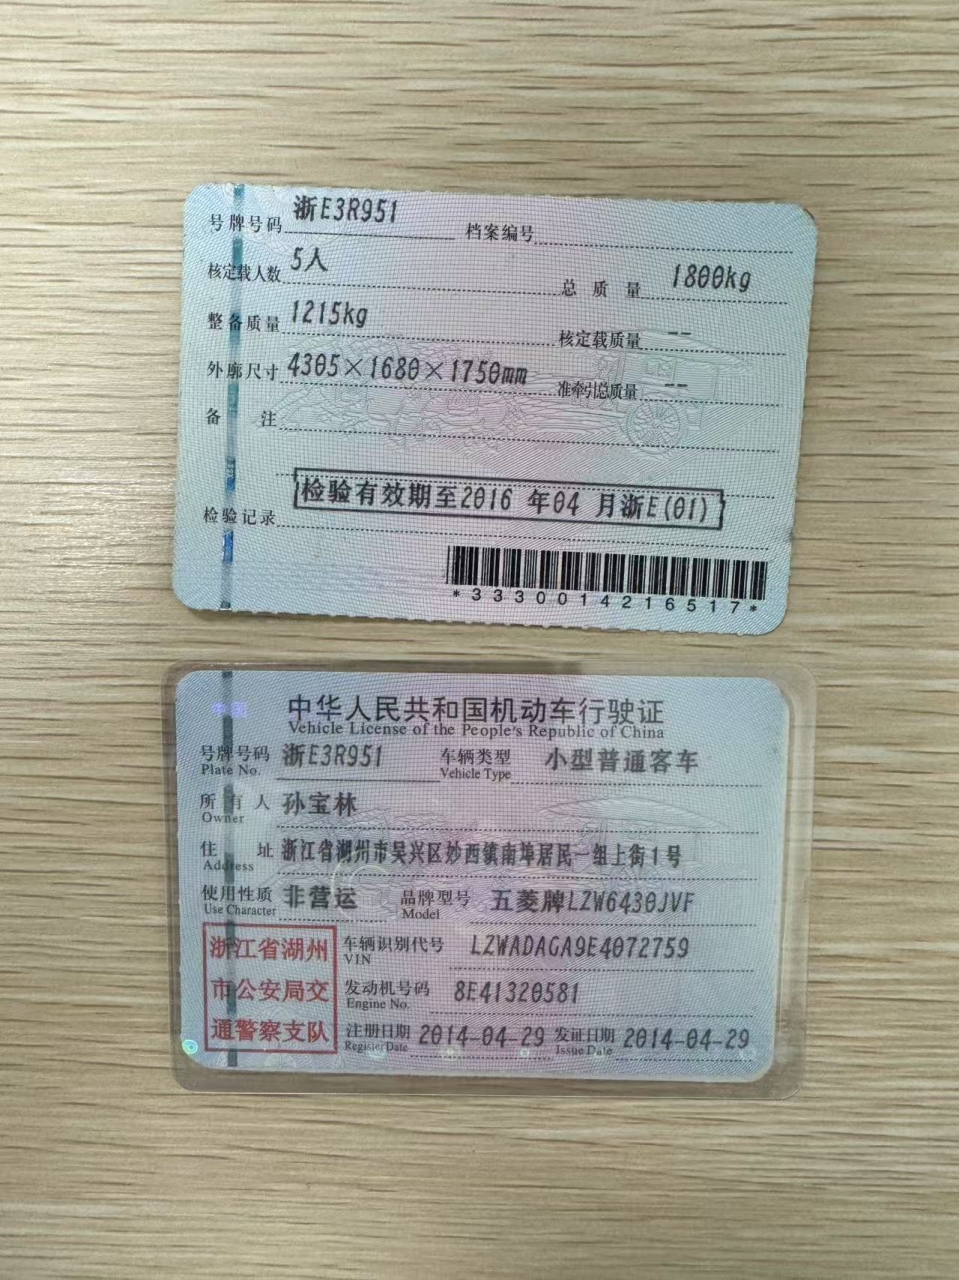 号牌号码 浙E3R951 档案编号
核定载人数 5人 总质量 1800kg
整备质量 1215kg 核定载质量 --
外廓尺寸 4305×1680×1750mm 准牵引总质量 --
备注
检验记录 检验有效期至2016 年04 月浙E(01)
*3330014216517*
中华人民共和国机动车行驶证
Vehicle License of the People's Republic of China
号牌号码 浙E3R951 车辆类型 小型普通客车
Plate No. Vehicle Type
所有人 孙宝林
Owner
住址 浙江省湖州市吴兴区妙西镇南埠居民一组上街1号
Address
使用性质 非营运 品牌型号 五菱牌LZW6430JVF
Use Character Model
浙江省湖州
市公安局交
通警察支队
车辆识别代号 LZWADAGA9E4072759
VIN
发动机号码 8E41320581
Engine No.
注册日期 2014-04-29 发证日期 2014-04-29
Register Date Issue Date